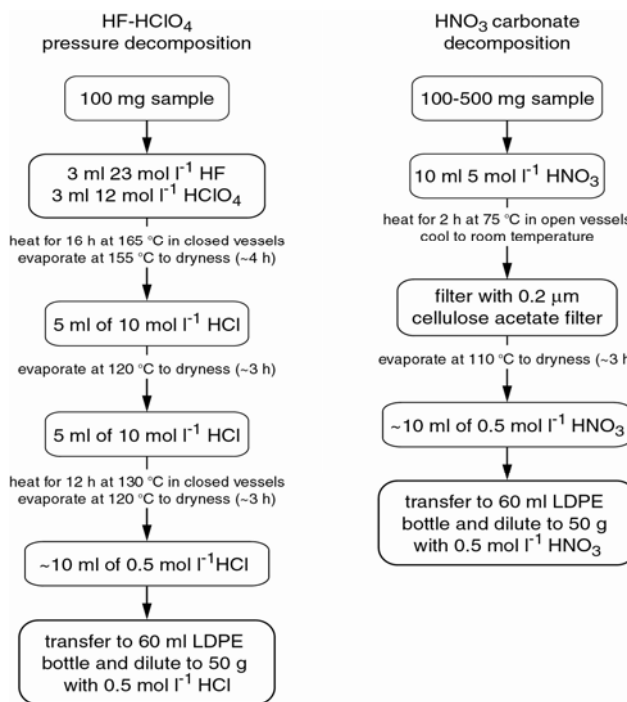 HF-HClO₄
pressure decomposition
100 mg sample
3 ml 23 mol l⁻¹ HF
3 ml 12 mol l⁻¹ HClO₄
heat for 16 h at 165 °C in closed vessels
evaporate at 155 °C to dryness (~4 h)
5 ml of 10 mol l⁻¹ HCl
evaporate at 120 °C to dryness (~3 h)
5 ml of 10 mol l⁻¹ HCl
heat for 12 h at 130 °C in closed vessels
evaporate at 120 °C to dryness (~3 h)
~10 ml of 0.5 mol l⁻¹HCl
transfer to 60 ml LDPE
bottle and dilute to 50 g
with 0.5 mol l⁻¹ HCl
HNO₃ carbonate
decomposition
100-500 mg sample
10 ml 5 mol l⁻¹ HNO₃
heat for 2 h at 75 °C in open vessels
cool to room temperature
filter with 0.2 µm
cellulose acetate filter
evaporate at 110 °C to dryness (~3 h
~10 ml of 0.5 mol l⁻¹ HNO₃
transfer to 60 ml LDPE
bottle and dilute to 50 g
with 0.5 mol l⁻¹ HNO₃